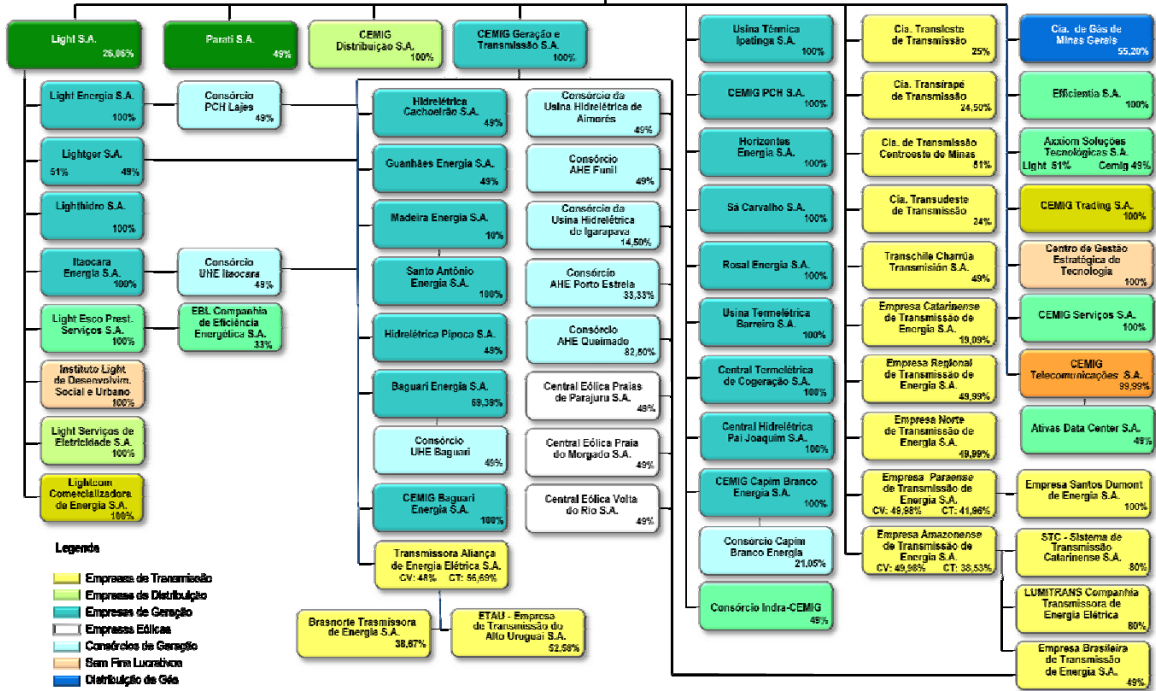 Light S.A.
26,06%
Parati S.A.
49%
CEMIG
Distribuição S.A.
100%
CEMIG Geração e
Transmissão S.A.
100%
Light Energia S.A.
100%
Consórcio
PCH Lajes
49%
Lightger S.A.
51% 49%
Lighthidro S.A.
100%
Itaocara
Energia S.A.
100%
Consórcio
UNE Itaocara
49%
Light Esco Prest.
Serviços S.A.
100%
EBL Companhia
de Eficiência
Energética S.A.
33%
Instituto Light
de Desenvolvim.
Social e Urbano
100%
Light Serviços de
Eletricidade S.A.
100%
Lightcom
Comercializadora
de Energia S.A.
100%
Hidrelétrica
Cachoeirão S.A.
49%
Guanhães Energia S.A.
49%
Madeira Energia S.A.
10%
Santo Antônio
Energia S.A.
100%
Hidrelétrica Pipoca S.A.
49%
Baguari Energia S.A.
69,39%
Consórcio
UHE Baguari
49%
CEMIG Baguari
Energia S.A.
100%
Transmissora Aliança
de Energia Elétrica S.A.
CV: 48% CT: 56,69%
Brasnorte Trasmissora
de Energia S.A.
38,67%
ETAU - Empresa
de Transmissão do
Alto Uruguai S.A.
52,58%
Consórcio da
Usina Hidrelétrica de
Aimorés
49%
Consórcio
AHE Funil
49%
Consórcio da
Usina Hidrelétrica
de Igarapava
14,50%
Consórcio
AHE Porto Estrela
33,33%
Consórcio
AHE Queimado
82,50%
Central Eólica Praias
de Parajuru S.A.
49%
Central Eólica Praia
do Morgado S.A.
49%
Central Eólica Volta
do Rio S.A.
49%
Usina Térmica
Ipatinga S.A.
100%
CEMIG PCH S.A.
100%
Horizontes
Energia S.A.
100%
Sá Carvalho S.A.
100%
Rosal Energia S.A.
100%
Usina Termelétrica
Barreiro S.A.
100%
Central Termelétrica
de Cogeração S.A.
100%
Central Hidrelétrica
Pai Joaquim S.A.
100%
CEMIG Capim Branco
Energia S.A.
100%
Consórcio Capim
Branco Energia
21,05%
Consórcio Indra-CEMIG
49%
Cia. Transleste
de Transmissão
25%
Cia. Transirapé
de Transmissão
24,50%
Cia. de Transmissão
Centroeste de Minas
51%
Cia. Transudeste
de Transmissão
24%
Transchile Charrúa
Transmisión S.A.
49%
Empresa Catarinense
de Transmissão de
Energia S.A.
19,09%
Empresa Regional
de Transmissão de
Energia S.A.
49,99%
Empresa Norte
de Transmissão de
Energia S.A.
49,99%
Empresa Paraense
de Transmissão de
Energia S.A.
CV: 49,98% CT: 41,96%
Empresa Amazonense
de Transmissão de
Energia S.A.
CV: 49,98% CT: 38,53%
Cia. de Gás de
Minas Gerais
55,20%
Efficientia S.A.
100%
Axxiom Soluções
Tecnológicas S.A.
Light 51% Cemig 49%
CEMIG Trading S.A.
100%
Centro de Gestão
Estratégica de
Tecnologia
100%
CEMIG Serviços S.A.
100%
CEMIG
Telecomunicações S.A.
99,99%
Ativas Data Center S.A.
49%
Empresa Santos Dumont
de Energia S.A.
100%
STC - Sistema de
Transmissão
Catarinense S.A.
80%
LUMITRANS Companhia
Transmissora de
Energia Elétrica
80%
Empresa Brasileira
de Transmissão
de Energia S.A.
49%
Legenda
Empresas de Transmissão
Empresas de Distribuição
Empresas de Geração
Empresas Eólicas
Consórcios de Geração
Sem Fins Lucrativos
Distribuição de Gás